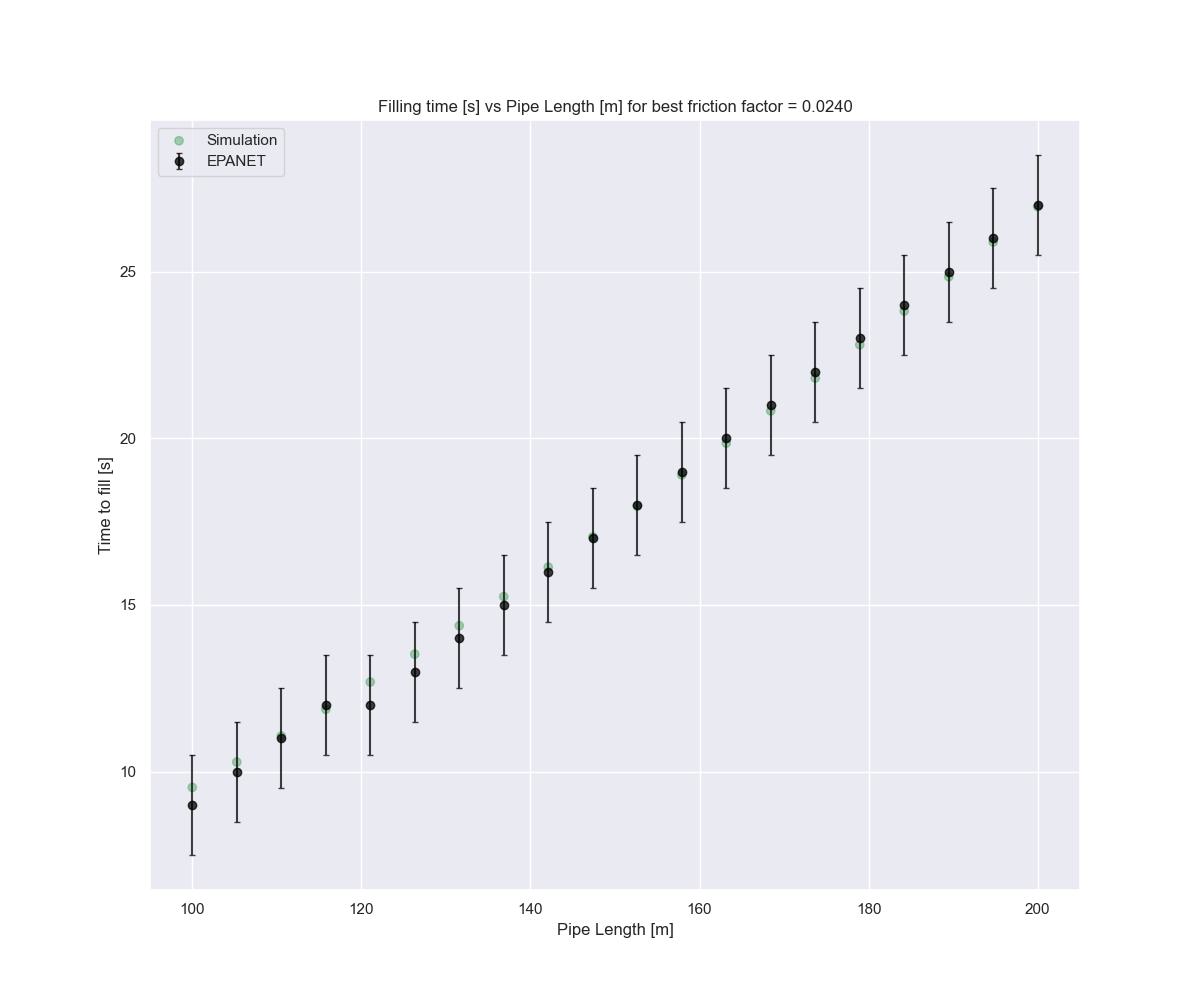 Filling time [s] vs Pipe Length [m] for best friction factor = 0.0240
Simulation
EPANET
25
20
15
10
Time to fill [s]
100 120 140 160 180 200
Pipe Length [m]